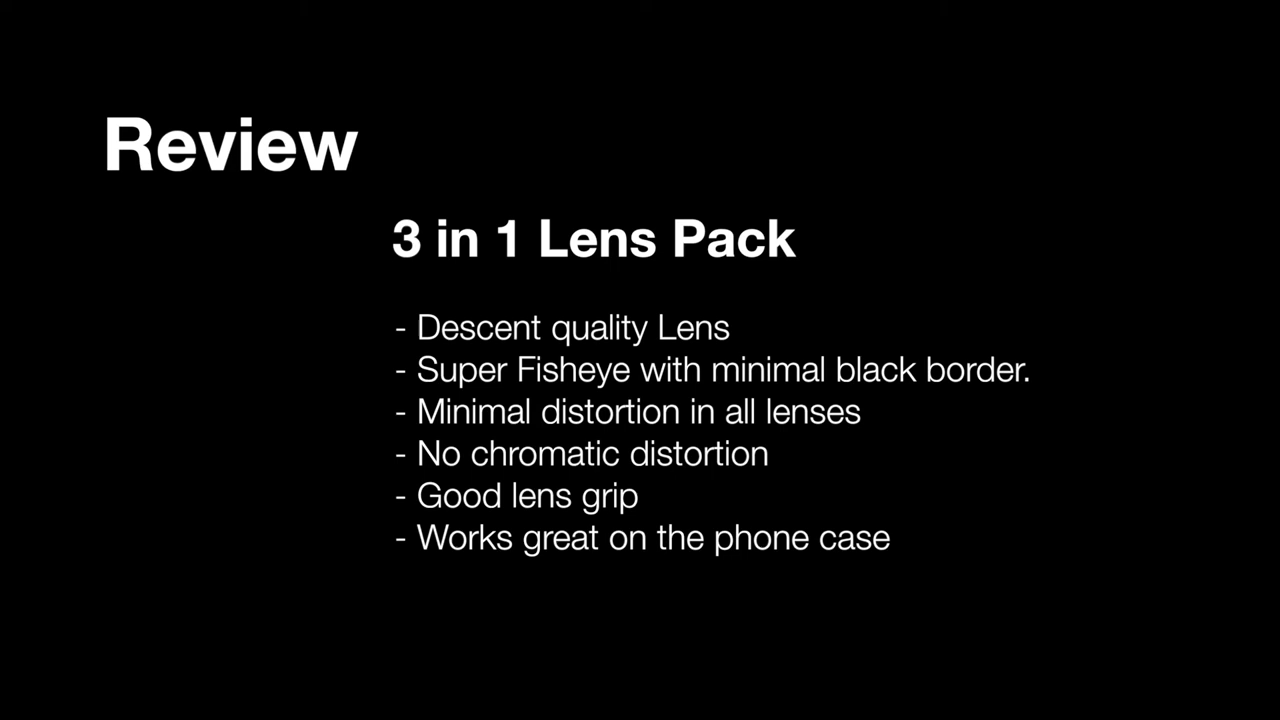 Review
3 in 1 Lens Pack
- Descent quality Lens
- Super Fisheye with minimal black border.
- Minimal distortion in all lenses
- No chromatic distortion
- Good lens grip
- Works great on the phone case